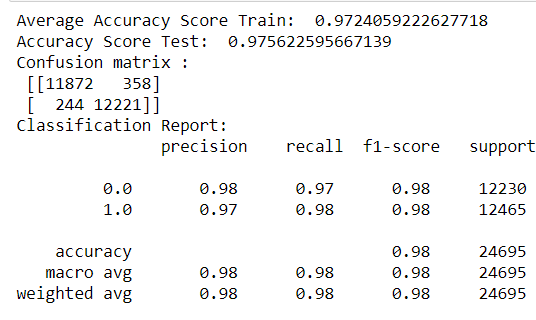 Average Accuracy Score Train:  0.9724059222627718
Accuracy Score Test:  0.975622595667139
Confusion matrix :
 [[11872   358]
 [  244 12221]]
Classification Report:
              precision    recall  f1-score   support

         0.0       0.98      0.97      0.98     12230
         1.0       0.97      0.98      0.98     12465

    accuracy                           0.98     24695
   macro avg       0.98      0.98      0.98     24695
weighted avg       0.98      0.98      0.98     24695